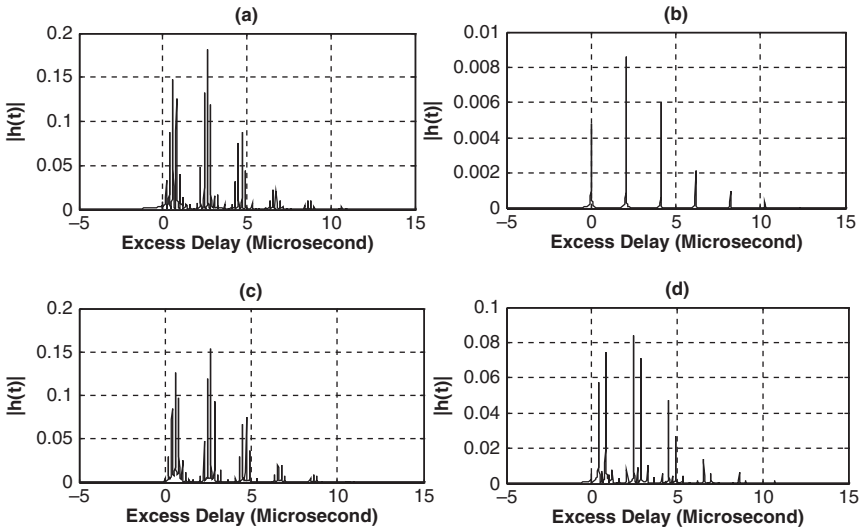 (a)
0.2
0.15
0.1
0.05
0
|h(t)|
−5 0 5 10 15
Excess Delay (Microsecond)
(b)
0.01
0.008
0.006
0.004
0.002
0
|h(t)|
−5 0 5 10 15
Excess Delay (Microsecond)
(c)
0.2
0.15
0.1
0.05
0
|h(t)|
−5 0 5 10 15
Excess Delay (Microsecond)
(d)
0.1
0.08
0.06
0.04
0.02
0
|h(t)|
−5 0 5 10 15
Excess Delay (Microsecond)